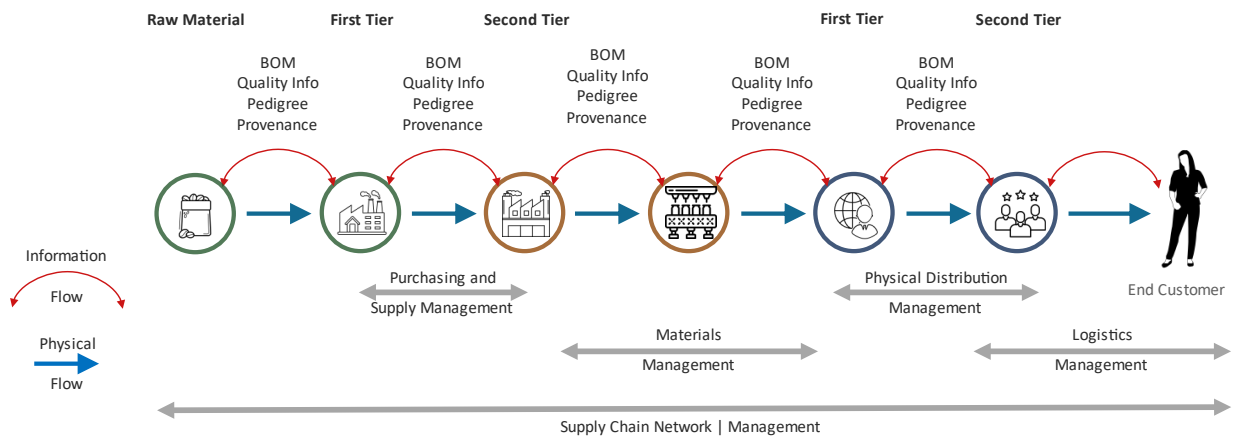 Raw Material
First Tier
Second Tier
First Tier
Second Tier
BOM
Quality Info
Pedigree
Provenance
BOM
Quality Info
Pedigree
Provenance
BOM
Quality Info
Pedigree
Provenance
BOM
Quality Info
Pedigree
Provenance
BOM
Quality Info
Pedigree
Provenance
Information
Flow
Physical
Flow
Purchasing and
Supply Management
Physical Distribution
Management
End Customer
Materials
Management
Logistics
Management
Supply Chain Network | Management